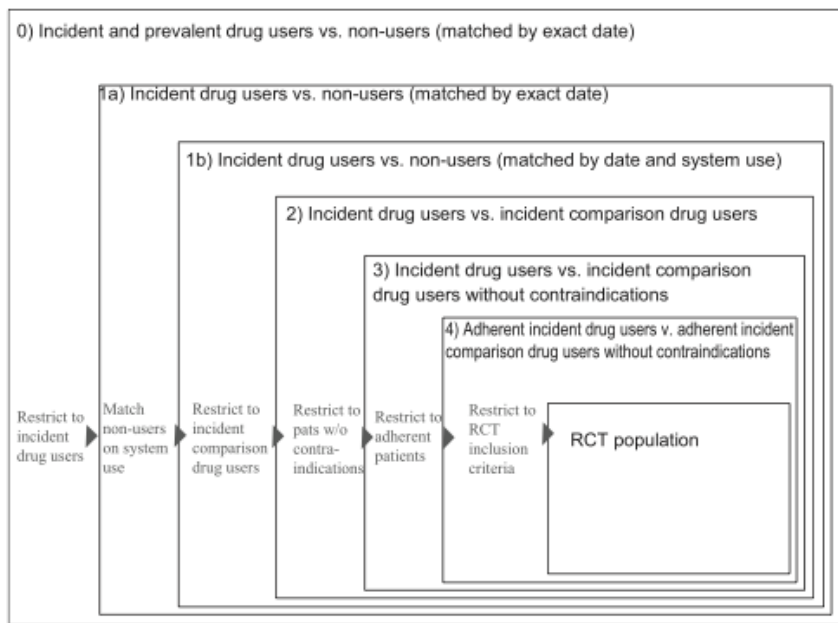 0) Incident and prevalent drug users vs. non-users (matched by exact date)
1a) Incident drug users vs. non-users (matched by exact date)
1b) Incident drug users vs. non-users (matched by date and system use)
2) Incident drug users vs. incident comparison drug users
3) Incident drug users vs. incident comparison
drug users without contraindications
4) Adherent incident drug users v. adherent incident
comparison drug users without contraindications
Restrict to
incident
drug users
Match
non-users
on system
use
Restrict to
incident
comparison
drug users
Restrict to
pats w/o
contra-
indications
Restrict to
adherent
patients
Restrict to
RCT
inclusion
criteria
RCT population